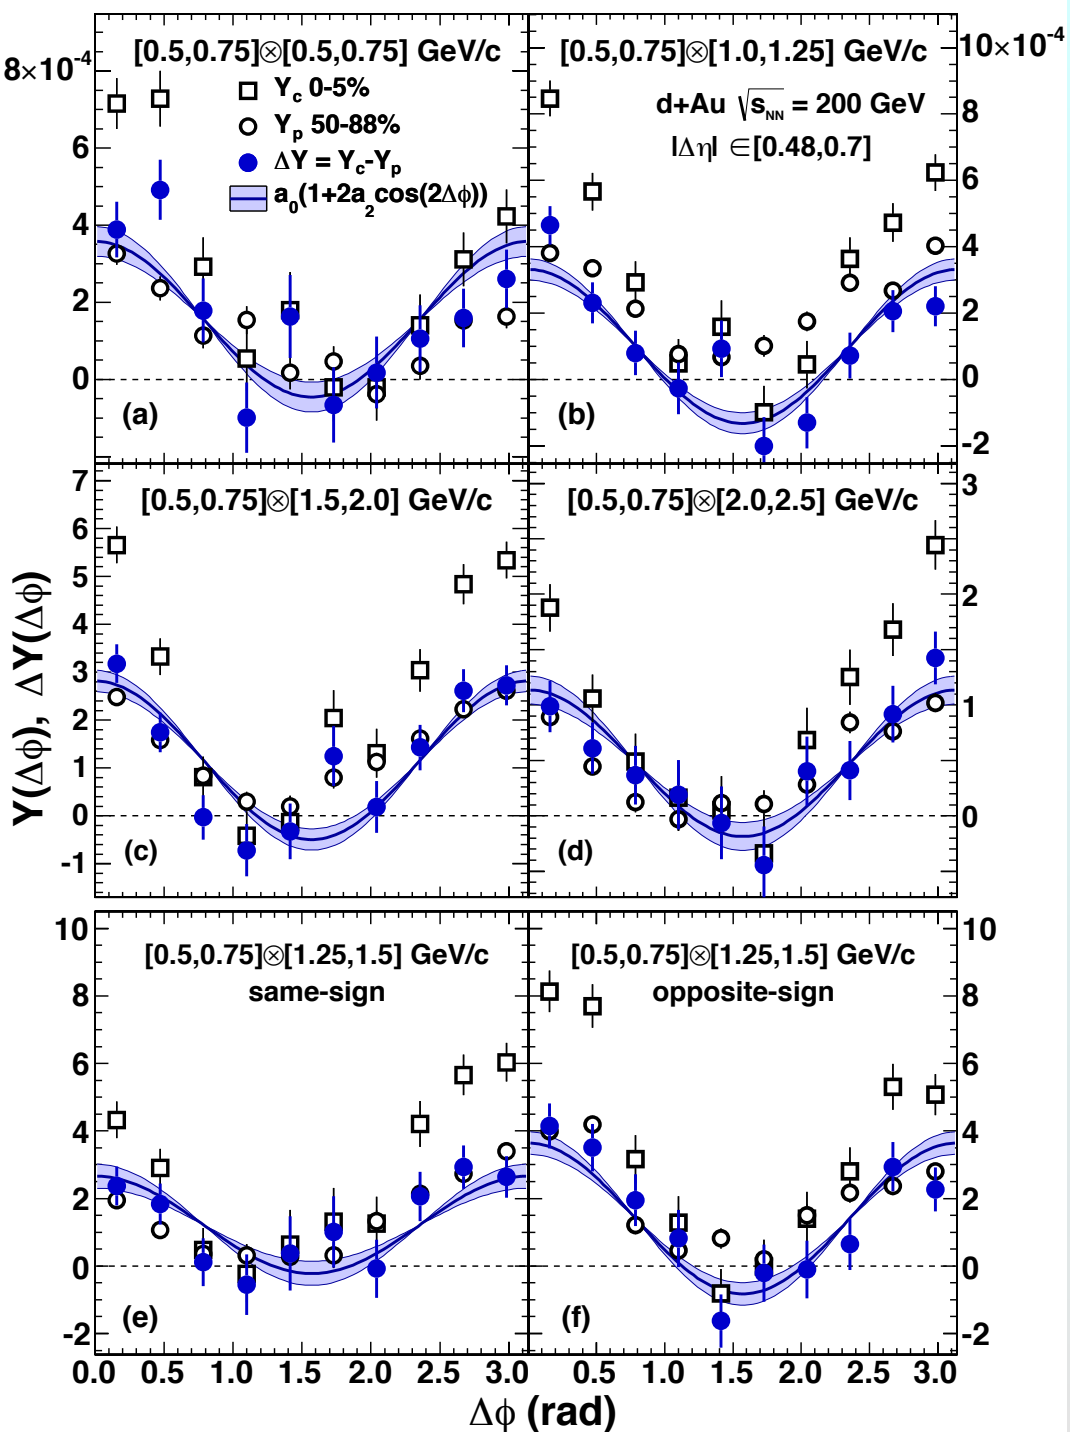 [0.5,0.75]⊗[0.5,0.75] GeV/c
8×10⁻⁴
6
4
2
0
Y_c 0-5%
Y_p 50-88%
ΔY = Y_c-Y_p
a_0(1+2a_2cos(2Δϕ))
(a)
[0.5,0.75]⊗[1.0,1.25] GeV/c
10×10⁻⁴
8
6
4
2
0
-2
d+Au √s_NN = 200 GeV
|Δη| ∈[0.48,0.7]
(b)
Y(Δϕ), ΔY(Δϕ)
[0.5,0.75]⊗[1.5,2.0] GeV/c
7
6
5
4
3
2
1
0
-1
(c)
[0.5,0.75]⊗[2.0,2.5] GeV/c
3
2
1
0
(d)
[0.5,0.75]⊗[1.25,1.5] GeV/c
same-sign
10
8
6
4
2
0
-2
(e)
[0.5,0.75]⊗[1.25,1.5] GeV/c
opposite-sign
10
8
6
4
2
0
-2
(f)
0.0 0.5 1.0 1.5 2.0 2.5 3.0 0.5 1.0 1.5 2.0 2.5 3.0
Δϕ (rad)